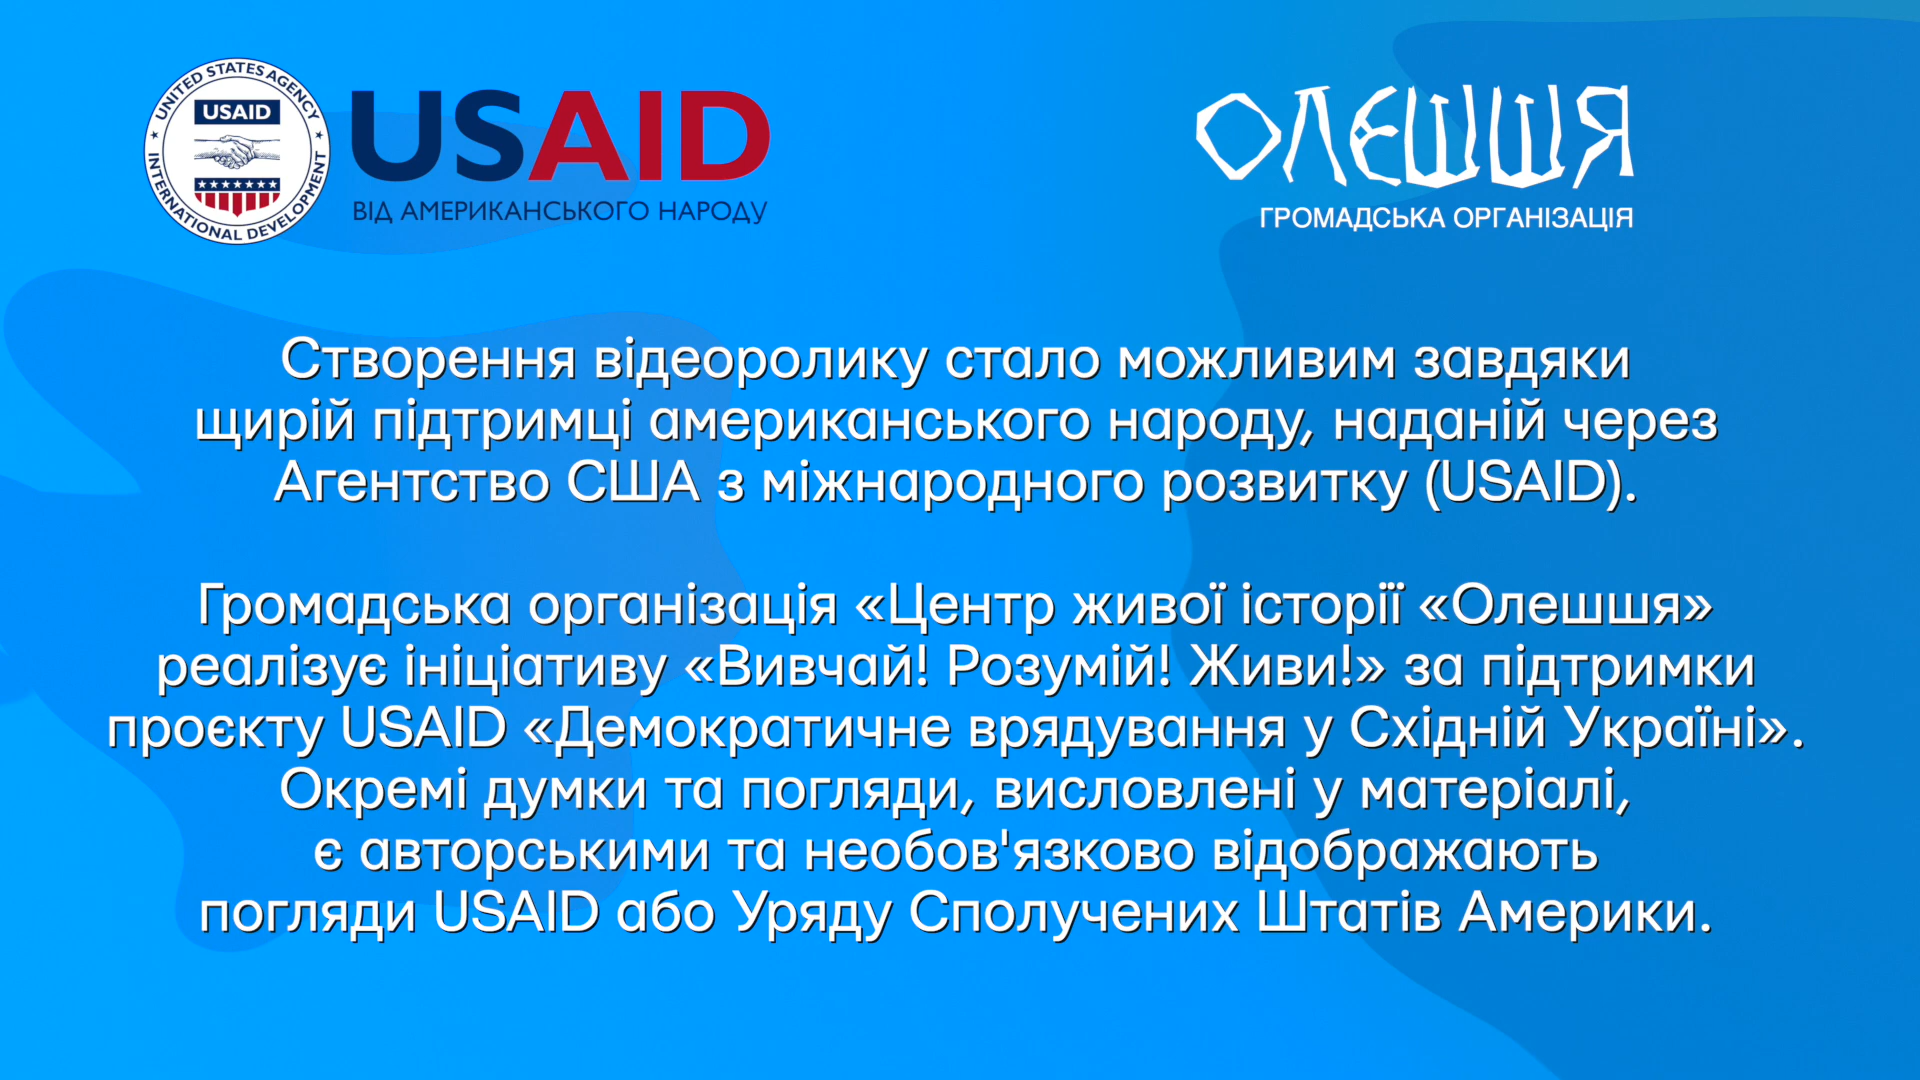 UNITED STATES AGENCY
USAID
INTERNATIONAL DEVELOPMENT
USAID
ВІД АМЕРИКАНСЬКОГО НАРОДУ
ОЛЕШШЯ
ГРОМАДСЬКА ОРГАНІЗАЦІЯ
Створення відеоролику стало можливим завдяки
щирій підтримці американського народу, наданій через
Агентство США з міжнародного розвитку (USAID).
Громадська організація «Центр живої історії «Олешшя»
реалізує ініціативу «Вивчай! Розумій! Живи!» за підтримки
проєкту USAID «Демократичне врядування у Східній Україні».
Окремі думки та погляди, висловлені у матеріалі,
є авторськими та необов'язково відображають
погляди USAID або Уряду Сполучених Штатів Америки.